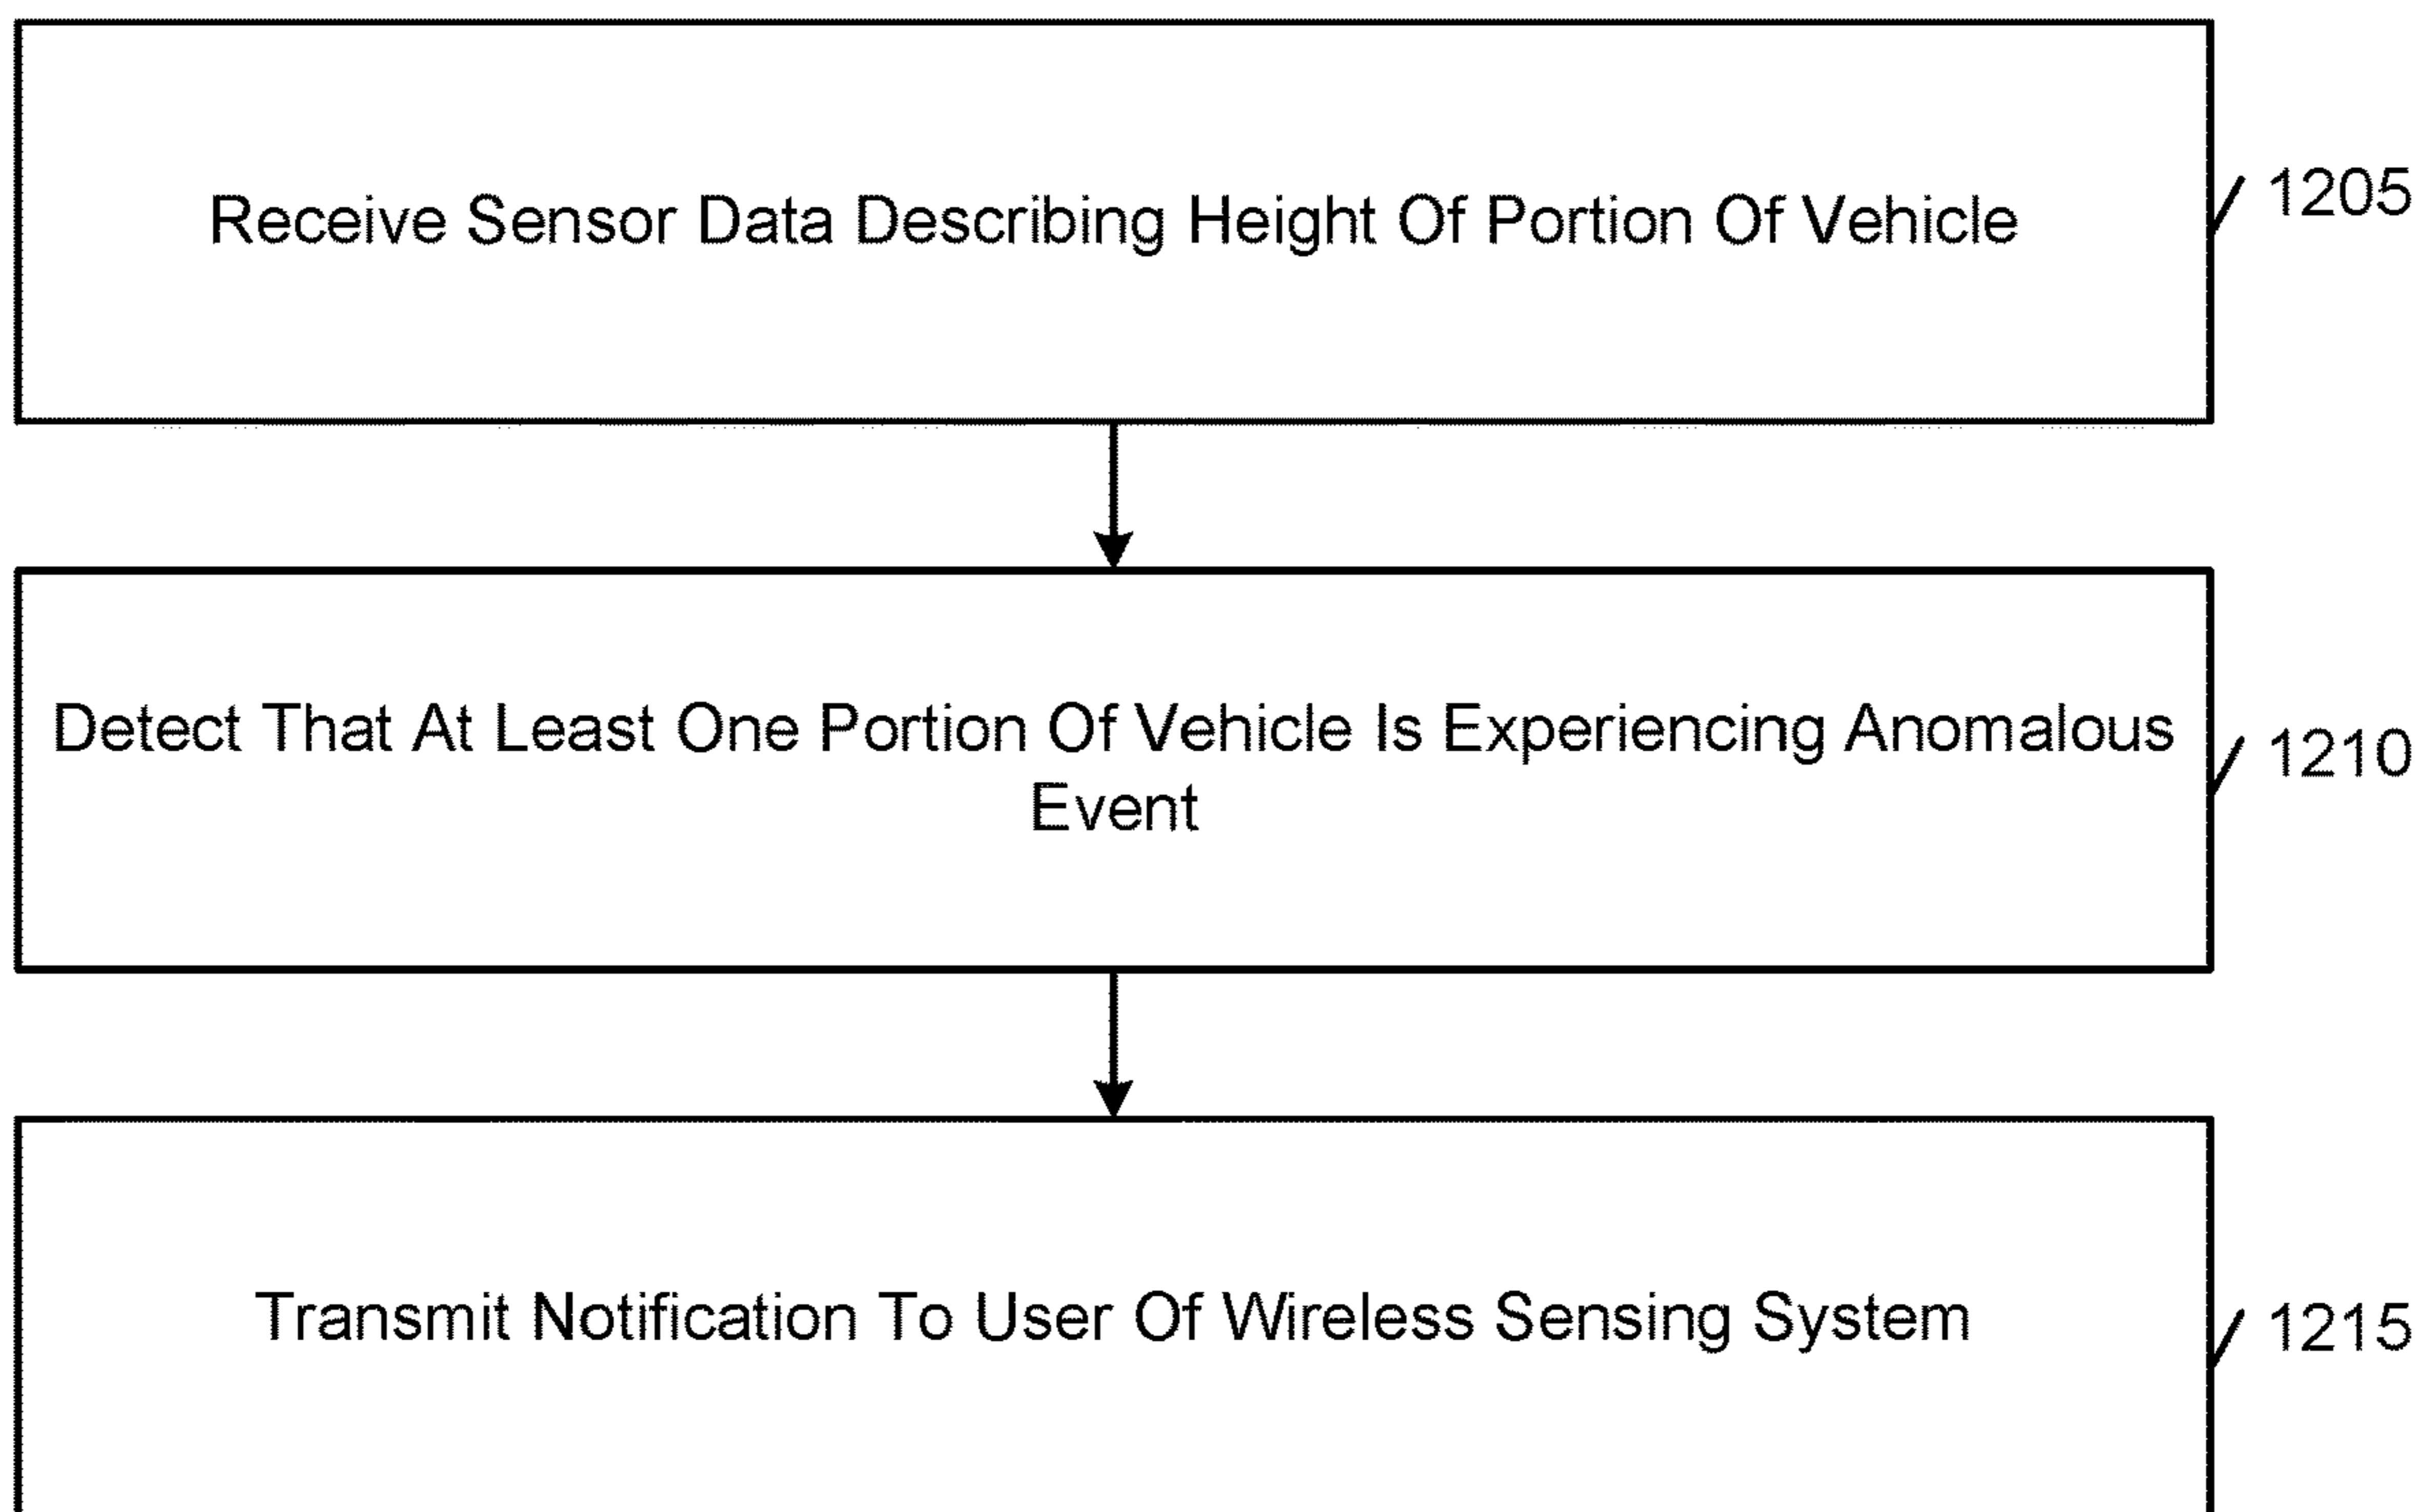 Receive Sensor Data Describing Height Of Portion Of Vehicle
1205
Detect That At Least One Portion Of Vehicle Is Experiencing Anomalous
Event
1210
Transmit Notification To User Of Wireless Sensing System
1215